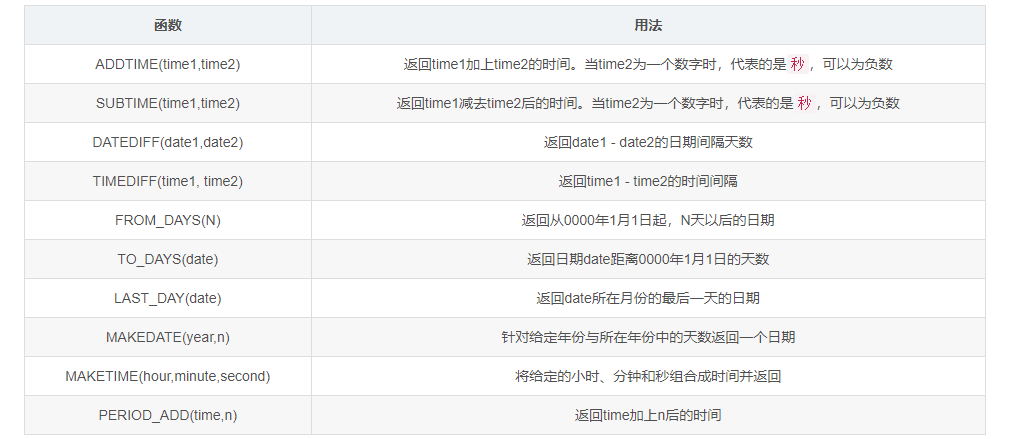 函数 用法
ADDTIME(time1,time2) 返回time1加上time2的时间。当time2为一个数字时，代表的是 秒 ，可以为负数
SUBTIME(time1,time2) 返回time1减去time2后的时间。当time2为一个数字时，代表的是 秒 ，可以为负数
DATEDIFF(date1,date2) 返回date1 - date2的日期间隔天数
TIMEDIFF(time1, time2) 返回time1 - time2的时间间隔
FROM_DAYS(N) 返回从0000年1月1日起，N天以后的日期
TO_DAYS(date) 返回日期date距离0000年1月1日的天数
LAST_DAY(date) 返回date所在月份的最后一天的日期
MAKEDATE(year,n) 针对给定年份与所在年份中的天数返回一个日期
MAKETIME(hour,minute,second) 将给定的小时、分钟和秒组合成时间并返回
PERIOD_ADD(time,n) 返回time加上n后的时间